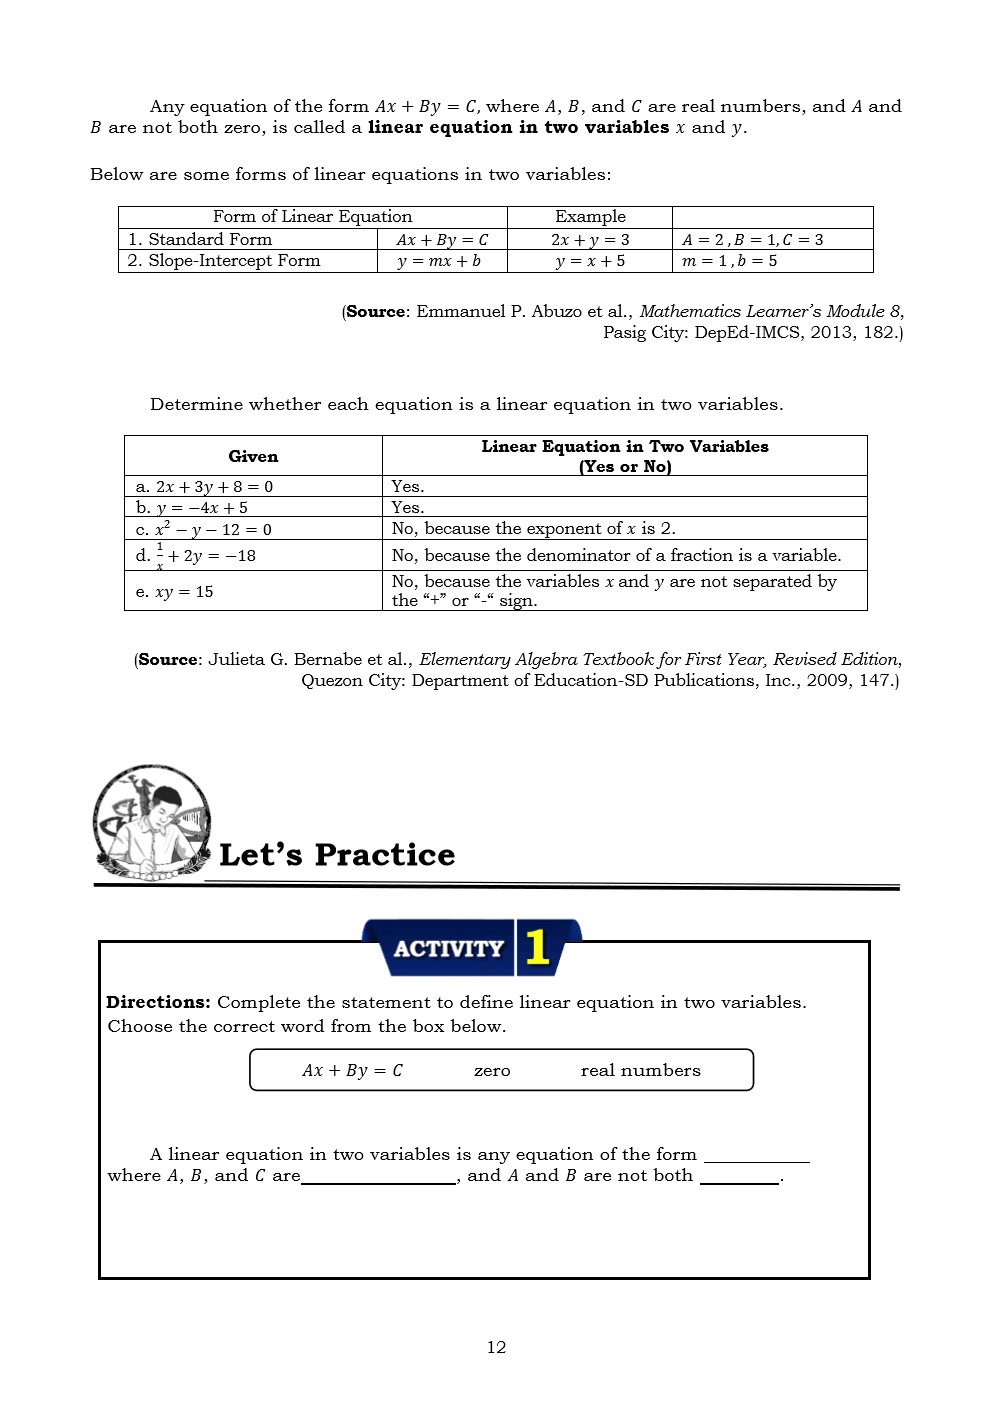 Any equation of the form Ax + By = C, where A, B, and C are real numbers, and A and
B are not both zero, is called a linear equation in two variables x and y.
Below are some forms of linear equations in two variables:
Form of Linear Equation Example
1. Standard Form Ax + By = C 2x + y = 3 A = 2 , B = 1, C = 3
2. Slope-Intercept Form y = mx + b y = x + 5 m = 1 , b = 5
(Source: Emmanuel P. Abuzo et al., Mathematics Learner’s Module 8,
Pasig City: DepEd-IMCS, 2013, 182.)
Determine whether each equation is a linear equation in two variables.
Given Linear Equation in Two Variables
(Yes or No)
a. 2x + 3y + 8 = 0 Yes.
b. y = −4x + 5 Yes.
c. x² − y − 12 = 0 No, because the exponent of x is 2.
d. 1/x + 2y = −18 No, because the denominator of a fraction is a variable.
e. xy = 15 No, because the variables x and y are not separated by
the “+” or “-“ sign.
(Source: Julieta G. Bernabe et al., Elementary Algebra Textbook for First Year, Revised Edition,
Quezon City: Department of Education-SD Publications, Inc., 2009, 147.)
Let’s Practice
ACTIVITY 1
Directions: Complete the statement to define linear equation in two variables.
Choose the correct word from the box below.
Ax + By = C zero real numbers
A linear equation in two variables is any equation of the form ___________
where A, B, and C are________________, and A and B are not both ________.
12